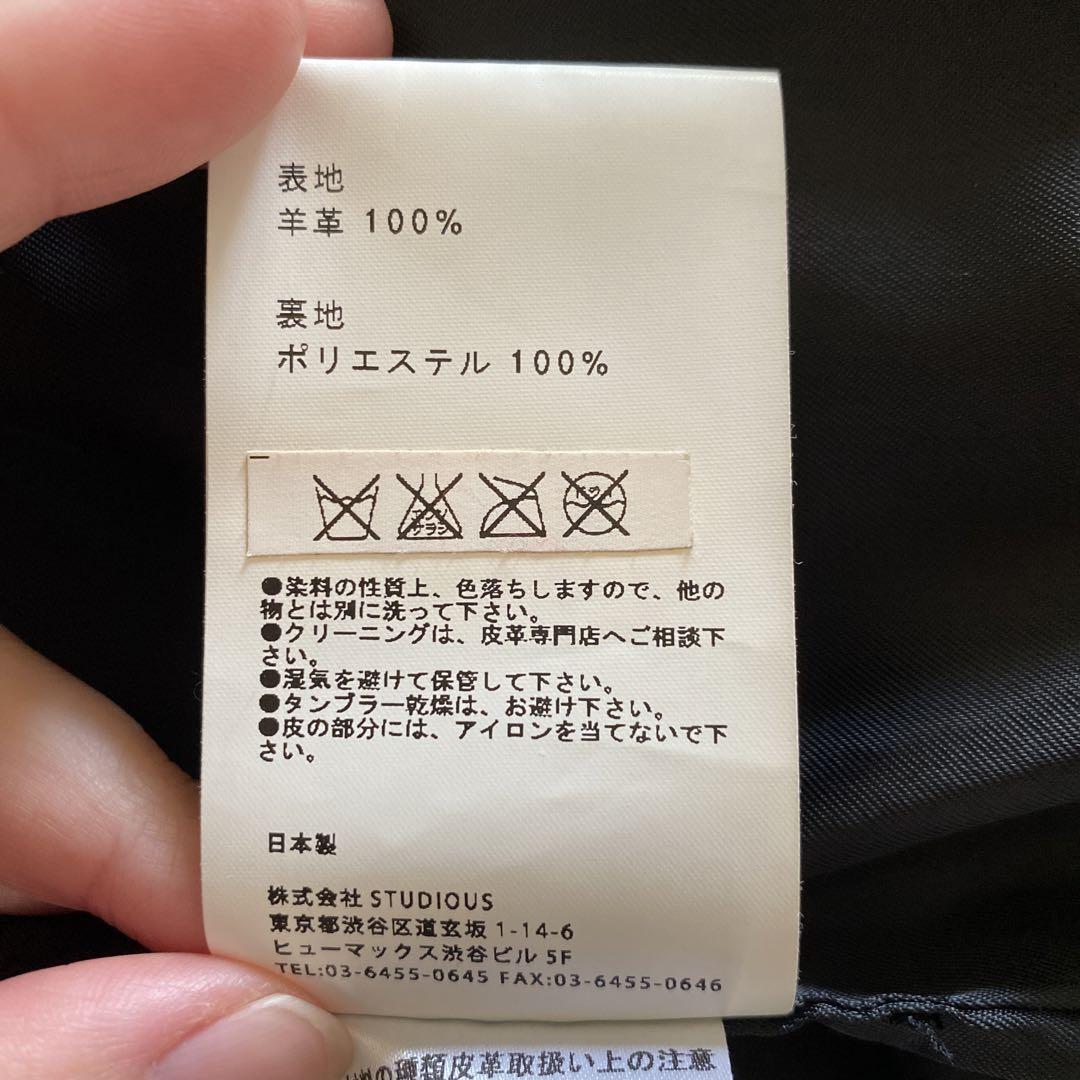 表地
羊革 100%
裏地
ポリエステル 100%
エンソ
サラシ
●染料の性質上、色落ちしますので、他の
物とは別に洗って下さい。
●クリーニングは、皮革専門店へご相談下
さい。
●湿気を避けて保管して下さい。
●タンブラー乾燥は、お避け下さい。
●皮の部分には、アイロンを当てないで下
さい。
日本製
株式会社 STUDIOUS
東京都渋谷区道玄坂 1-14-6
ヒューマックス渋谷ビル 5F
TEL:03-6455-0645 FAX:03-6455-0646
の種類皮革取扱い上の注意